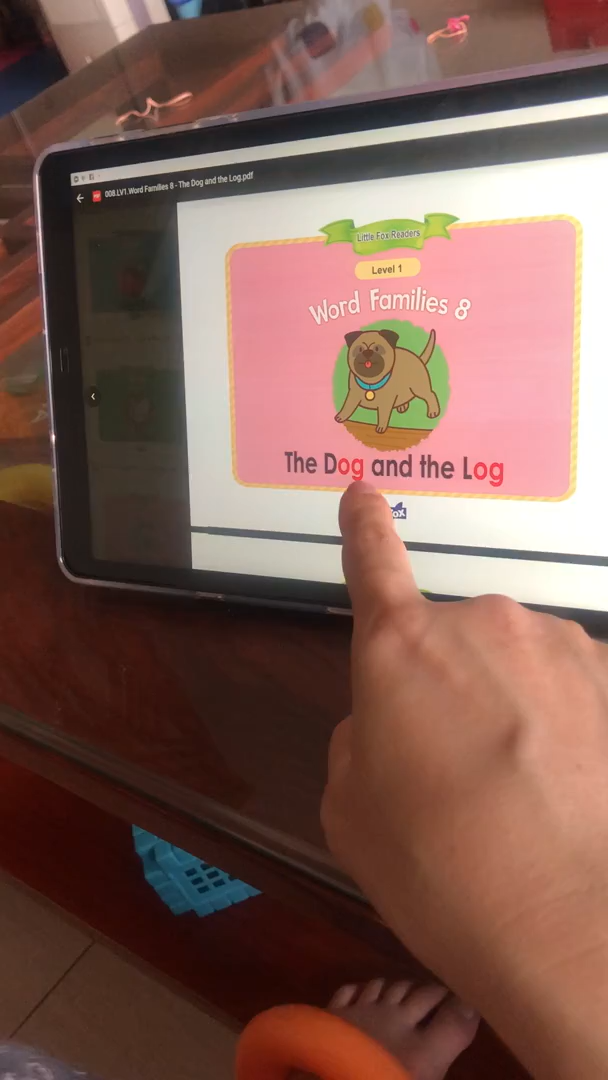 008.LV1.Word Families 8 - The Dog and the Log.pdf
Little Fox Readers
Level 1
Word Families 8
The Dog and the Log